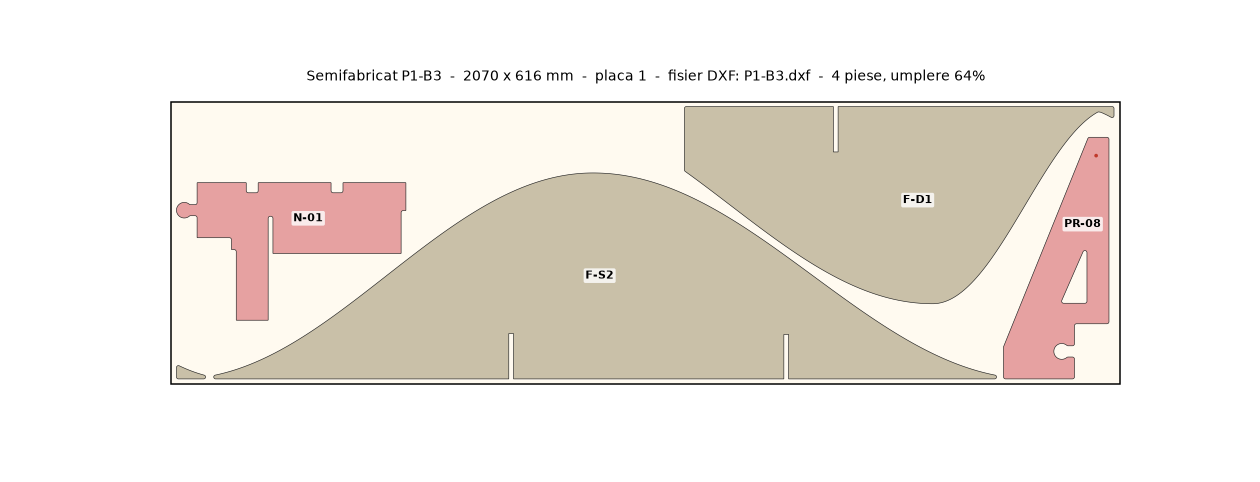 Semifabricat P1-B3 - 2070 x 616 mm - placa 1 - fisier DXF: P1-B3.dxf - 4 piese, umplere 64%
F-D1
N-01
PR-08
F-S2